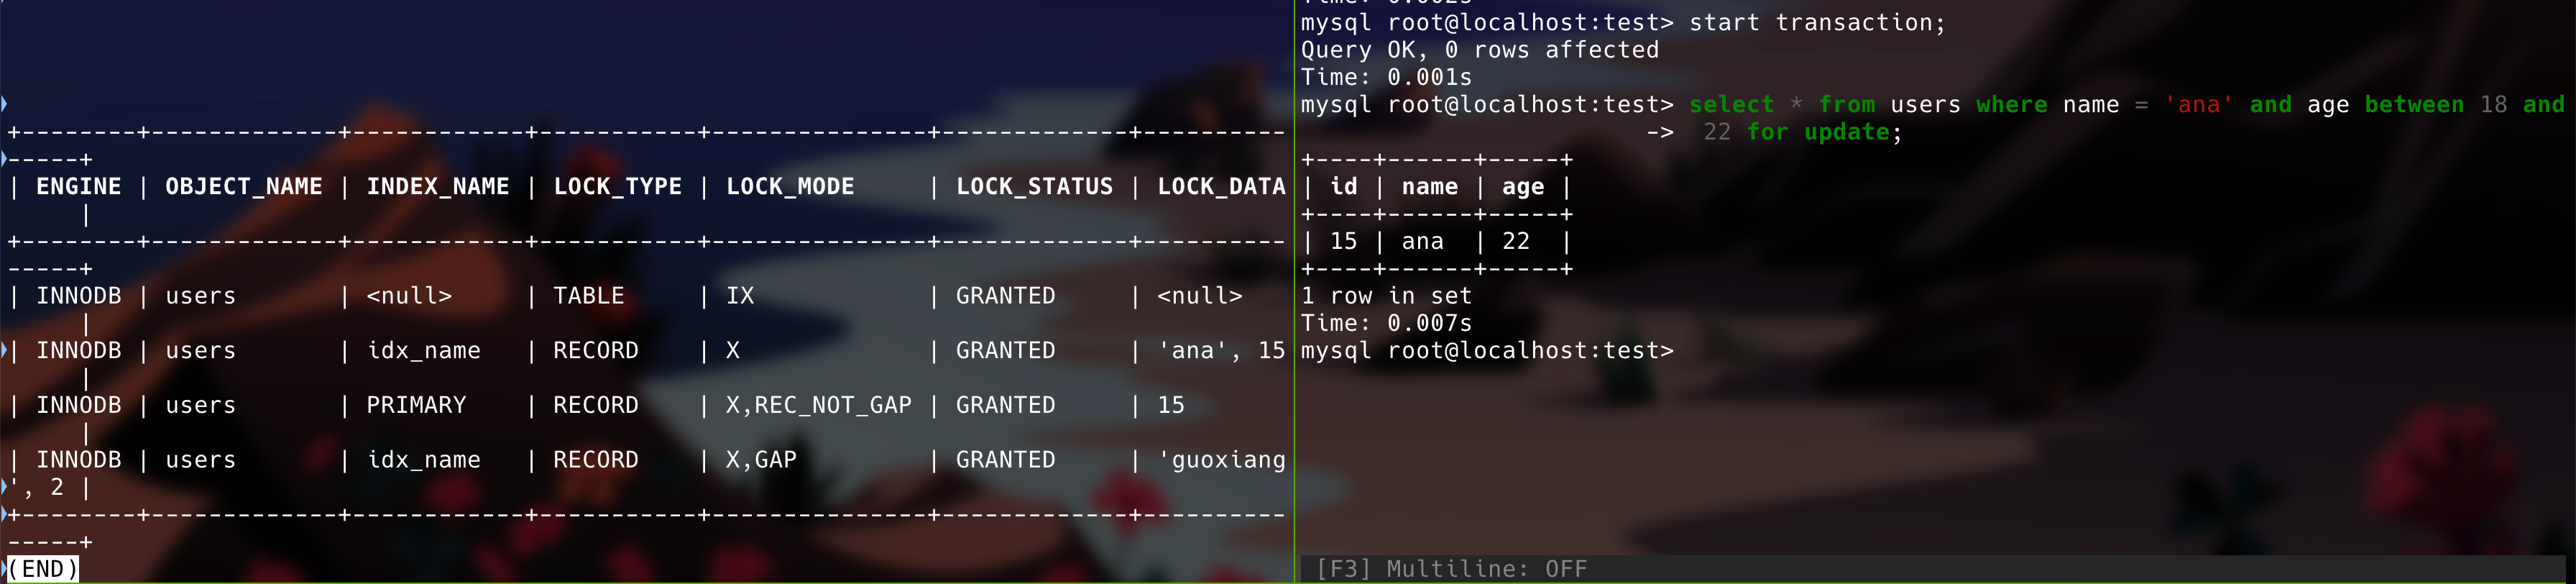 +--------+-------------+------------+-----------+---------------+-------------+----------
-----+
| ENGINE | OBJECT_NAME | INDEX_NAME | LOCK_TYPE | LOCK_MODE     | LOCK_STATUS | LOCK_DATA
     |
+--------+-------------+------------+-----------+---------------+-------------+----------
-----+
| INNODB | users       | <null>     | TABLE     | IX            | GRANTED     | <null>
     |
| INNODB | users       | idx_name   | RECORD    | X             | GRANTED     | 'ana', 15
     |
| INNODB | users       | PRIMARY    | RECORD    | X,REC_NOT_GAP | GRANTED     | 15
     |
| INNODB | users       | idx_name   | RECORD    | X,GAP         | GRANTED     | 'guoxiang
', 2 |
+--------+-------------+------------+-----------+---------------+-------------+----------
-----+
(END)
Time: 0.002s
mysql root@localhost:test> start transaction;
Query OK, 0 rows affected
Time: 0.001s
mysql root@localhost:test> select * from users where name = 'ana' and age between 18 and
-> 22 for update;
+----+------+-----+
| id | name | age |
+----+------+-----+
| 15 | ana  | 22  |
+----+------+-----+
1 row in set
Time: 0.007s
mysql root@localhost:test>
[F3] Multiline: OFF